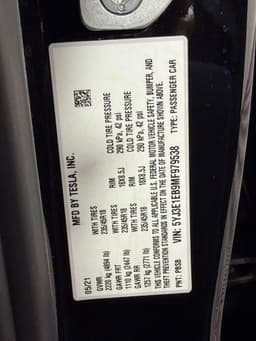 MFD BY TESLA, INC.
05/21
GVWR
2220 kg (4894 lb)
WITH TIRES
235/45R18
GAWR FRT
1110 kg (2447 lb)
WITH TIRES
235/45R18
RIM
18X8.5J
COLD TIRE PRESSURE
290 kPa, 42 psi
GAWR RR
1257 kg (2771 lb)
WITH TIRES
235/45R18
RIM
18X8.5J
COLD TIRE PRESSURE
290 kPa, 42 psi
THIS VEHICLE CONFORMS TO ALL APPLICABLE U.S. FEDERAL MOTOR VEHICLE SAFETY, BUMPER, AND
THEFT PREVENTION STANDARDS IN EFFECT ON THE DATE OF MANUFACTURE SHOWN ABOVE.
VIN: 5YJ3E1EB9MF979538
TYPE: PASSENGER CAR
PNT: PBSB